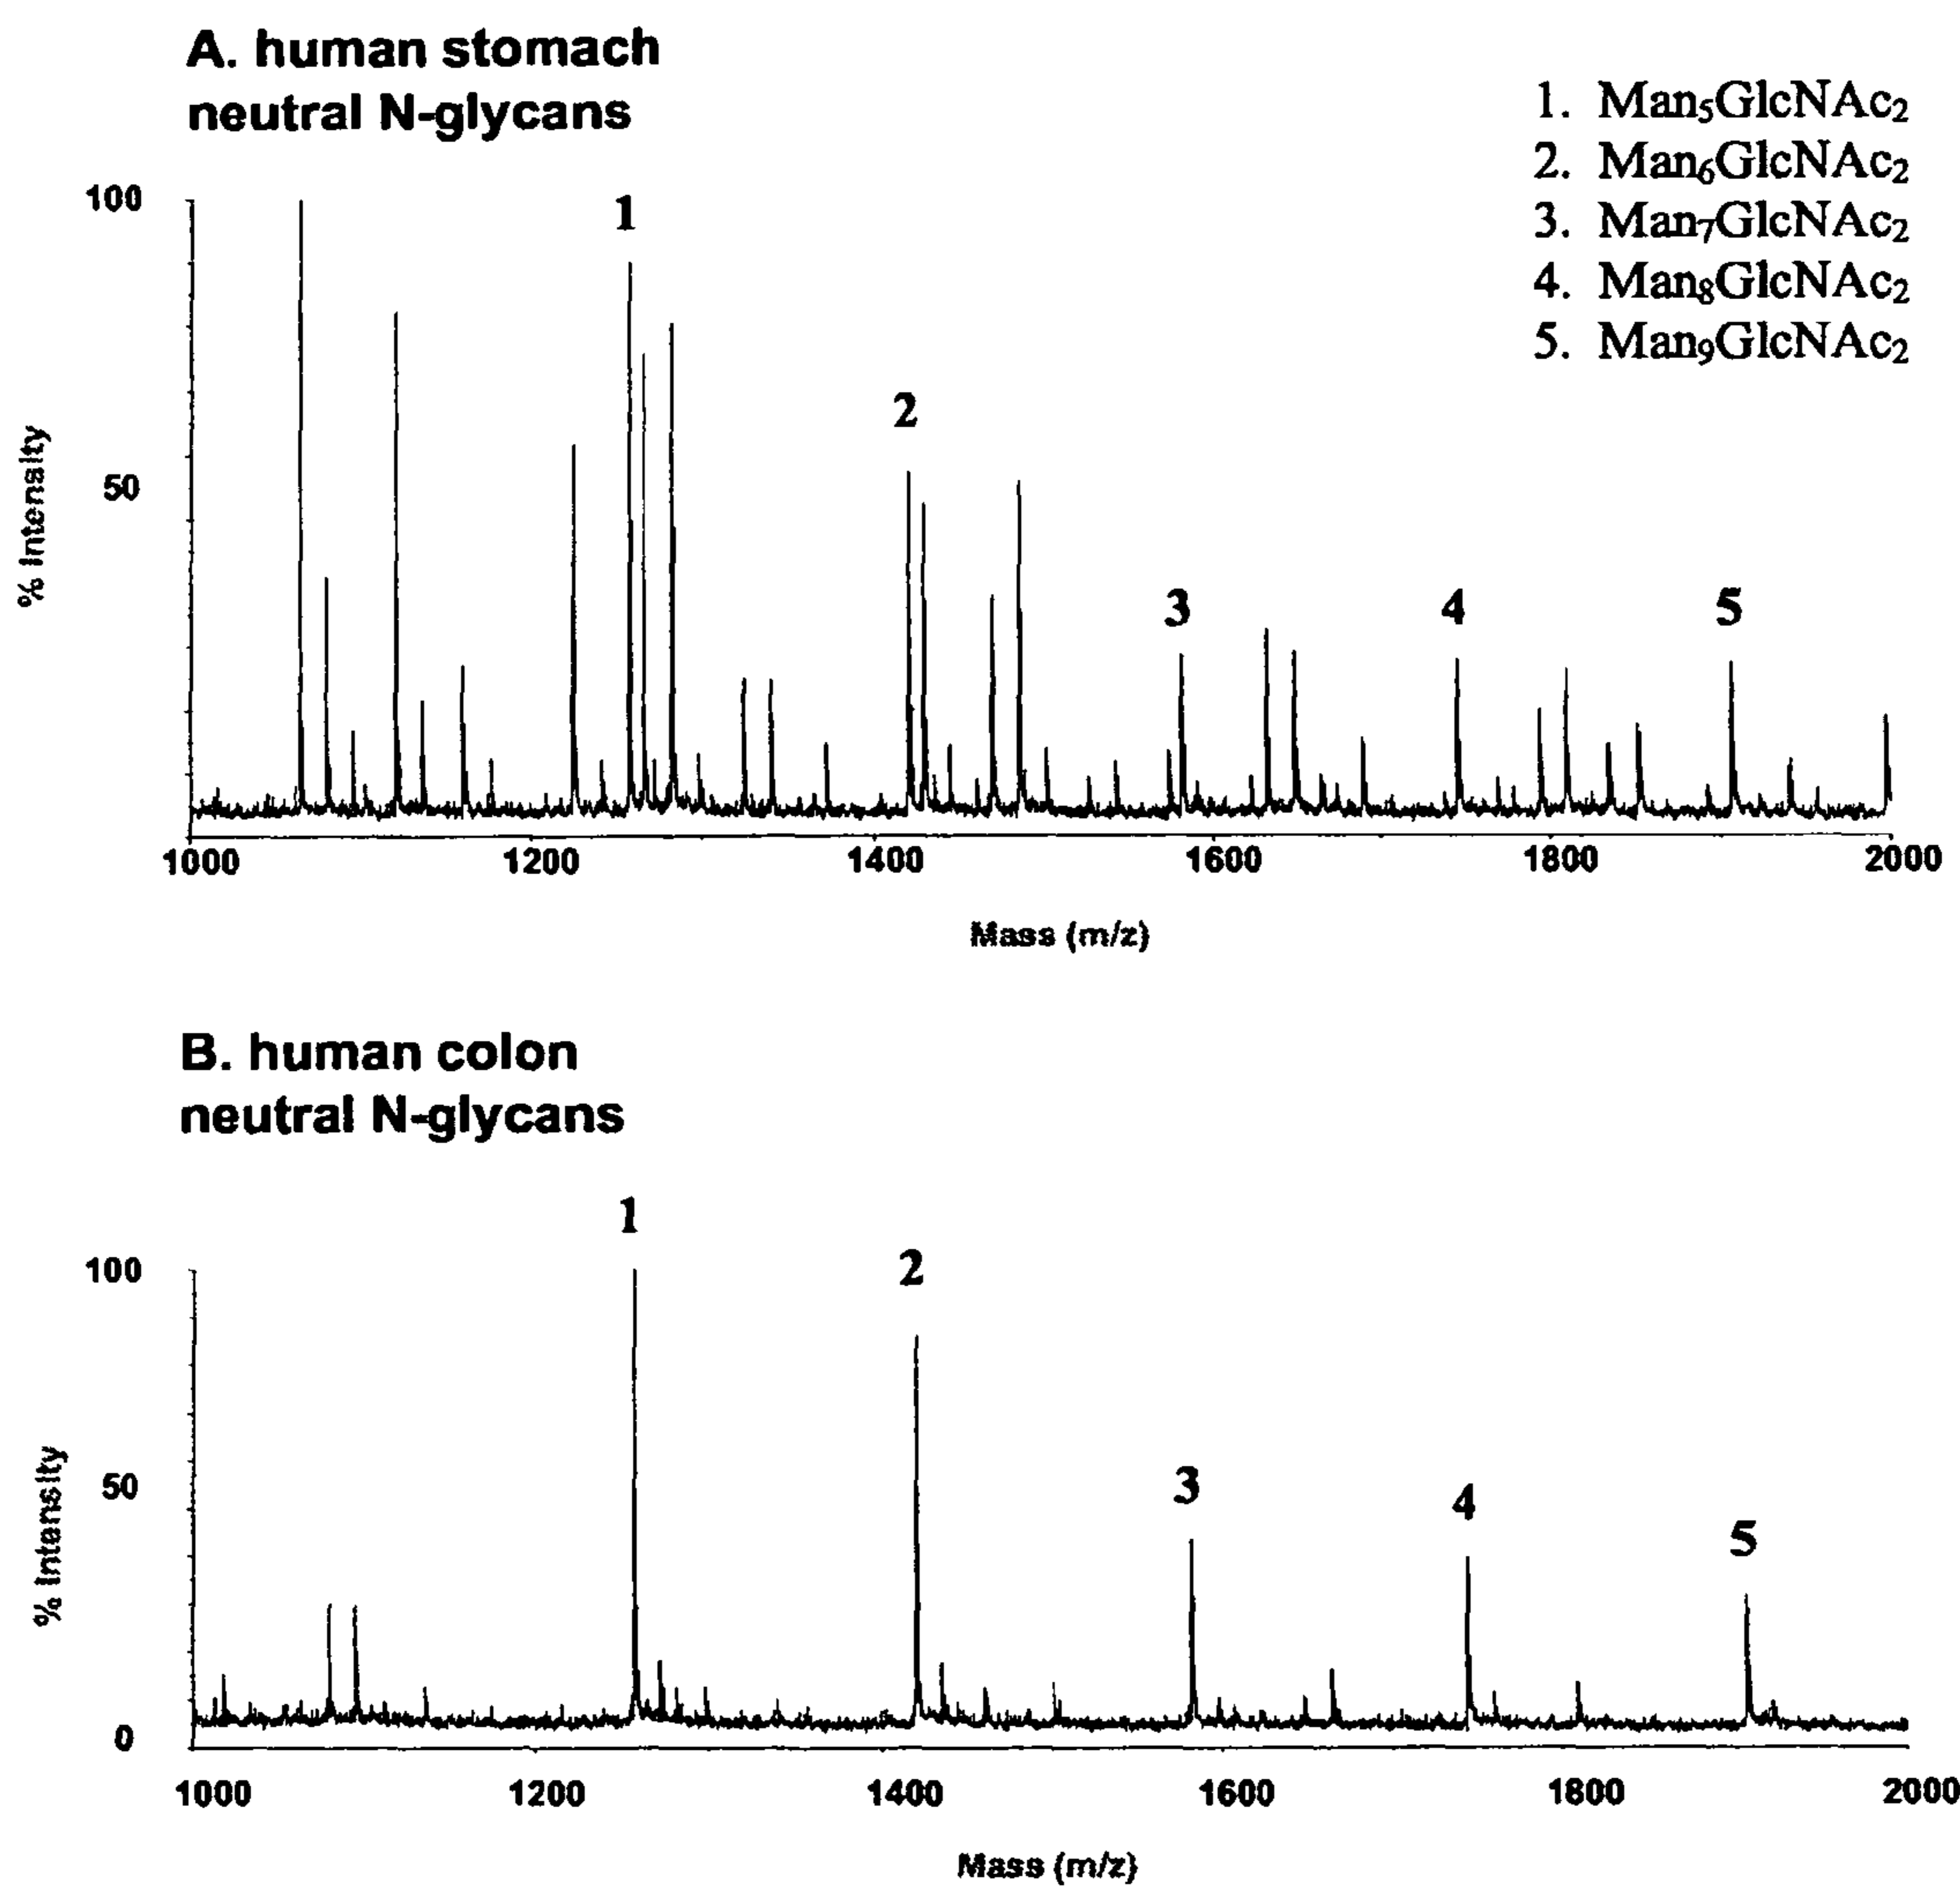 A. human stomach
neutral N-glycans
1. Man₅GlcNAc₂
2. Man₆GlcNAc₂
3. Man₇GlcNAc₂
4. Man₈GlcNAc₂
5. Man₉GlcNAc₂
100
50
% Intensity
1
2
3
4
5
1000 1200 1400 1600 1800 2000
Mass (m/z)
B. human colon
neutral N-glycans
100
50
0
% Intensity
1
2
3
4
5
1000 1200 1400 1600 1800 2000
Mass (m/z)